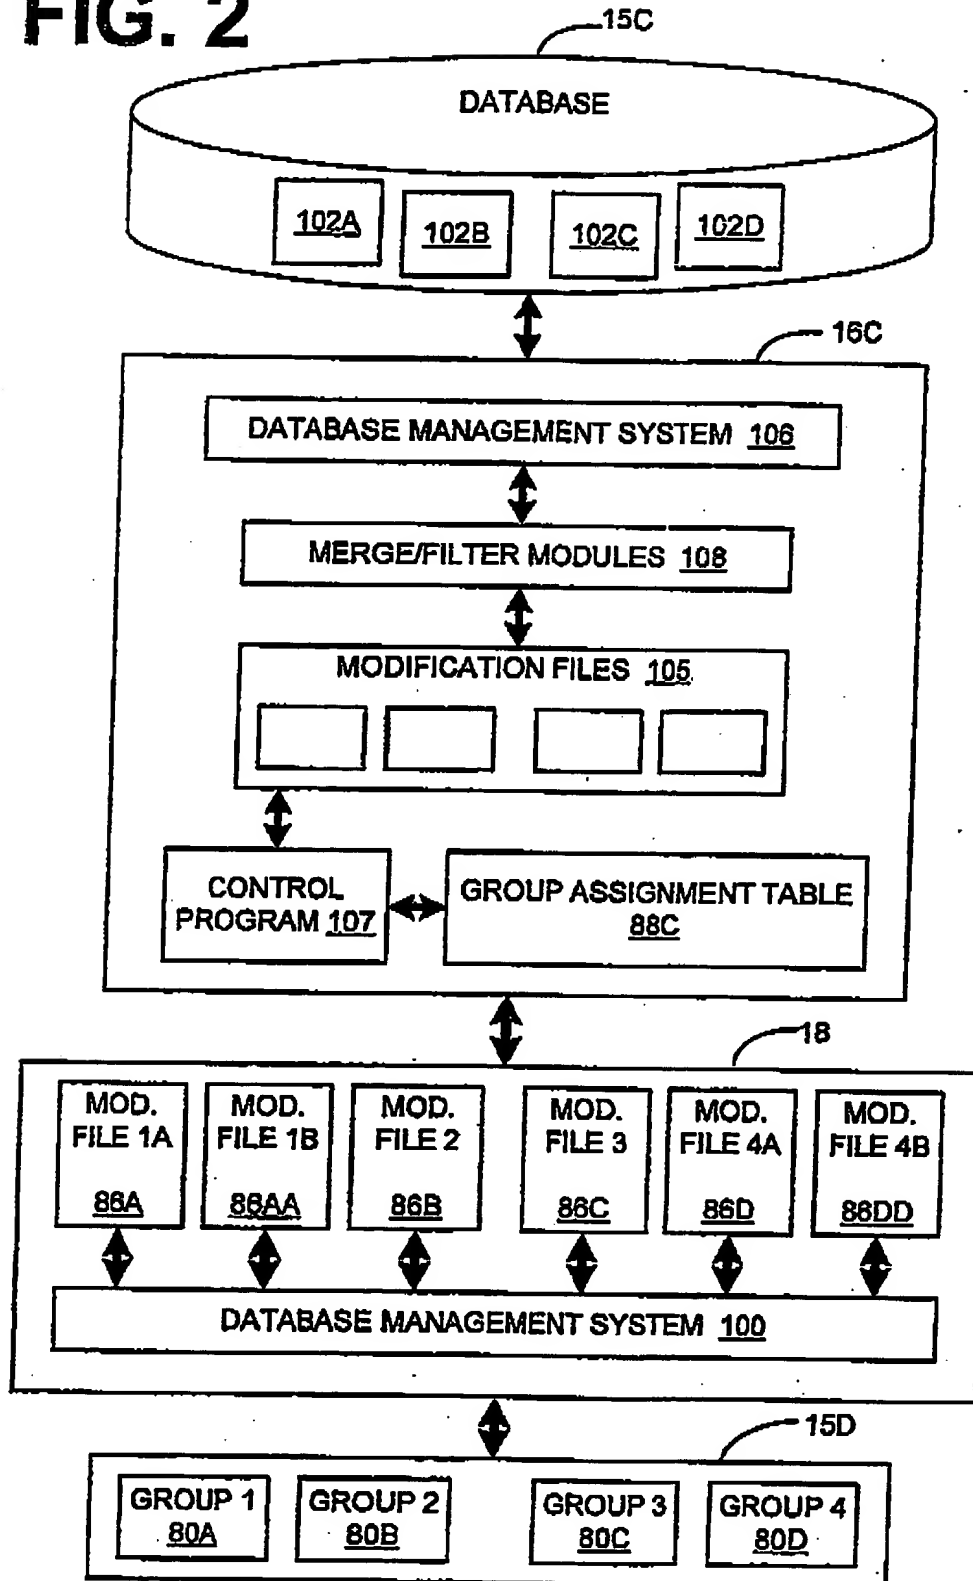 FIG. 2
15C
DATABASE
102A 102B 102C 102D
16C
DATABASE MANAGEMENT SYSTEM 106
MERGE/FILTER MODULES 108
MODIFICATION FILES 105
CONTROL
PROGRAM 107
GROUP ASSIGNMENT TABLE
88C
18
MOD.
FILE 1A
86A
MOD.
FILE 1B
86AA
MOD.
FILE 2
86B
MOD.
FILE 3
86C
MOD.
FILE 4A
86D
MOD.
FILE 4B
86DD
DATABASE MANAGEMENT SYSTEM 100
15D
GROUP 1
80A
GROUP 2
80B
GROUP 3
80C
GROUP 4
80D